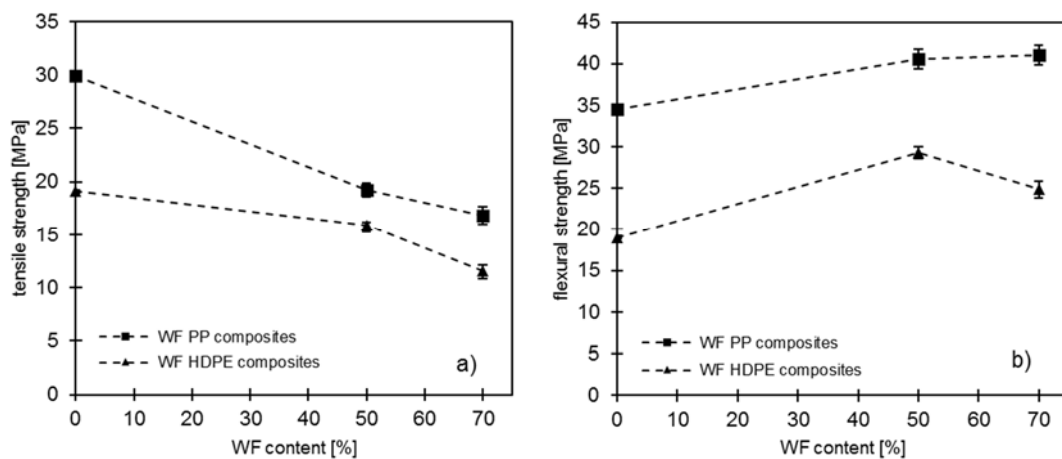 tensile strength [MPa]
35
30
25
20
15
10
5
0
WF PP composites
WF HDPE composites
a)
0 10 20 30 40 50 60 70
WF content [%]
flexural strength [MPa]
45
40
35
30
25
20
15
10
5
0
WF PP composites
WF HDPE composites
b)
0 10 20 30 40 50 60 70
WF content [%]